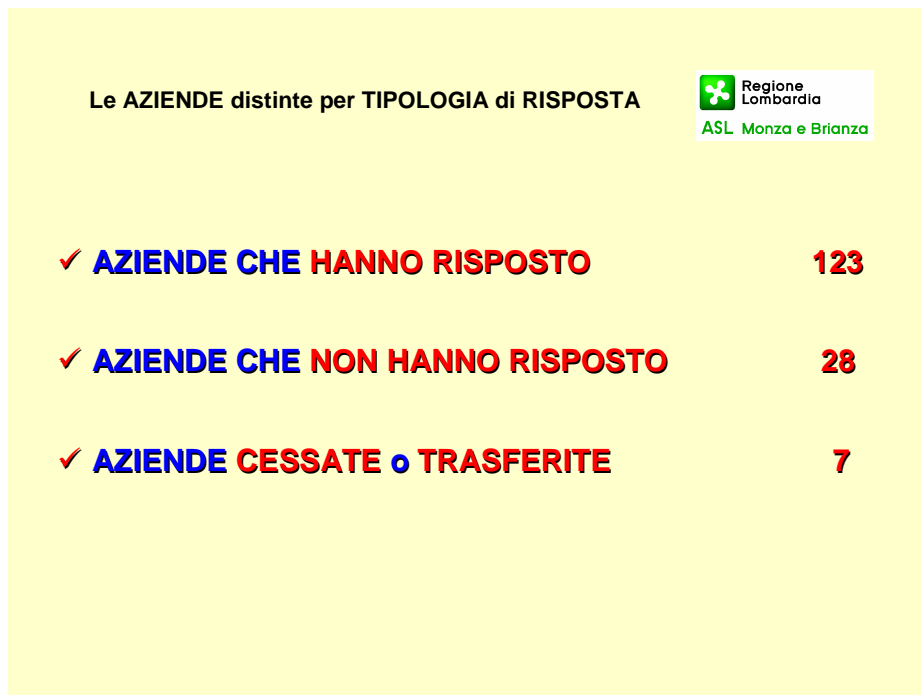 Le AZIENDE distinte per TIPOLOGIA di RISPOSTA
Regione
Lombardia
ASL Monza e Brianza
✓ AZIENDE CHE HANNO RISPOSTO 123
✓ AZIENDE CHE NON HANNO RISPOSTO 28
✓ AZIENDE CESSATE o TRASFERITE 7